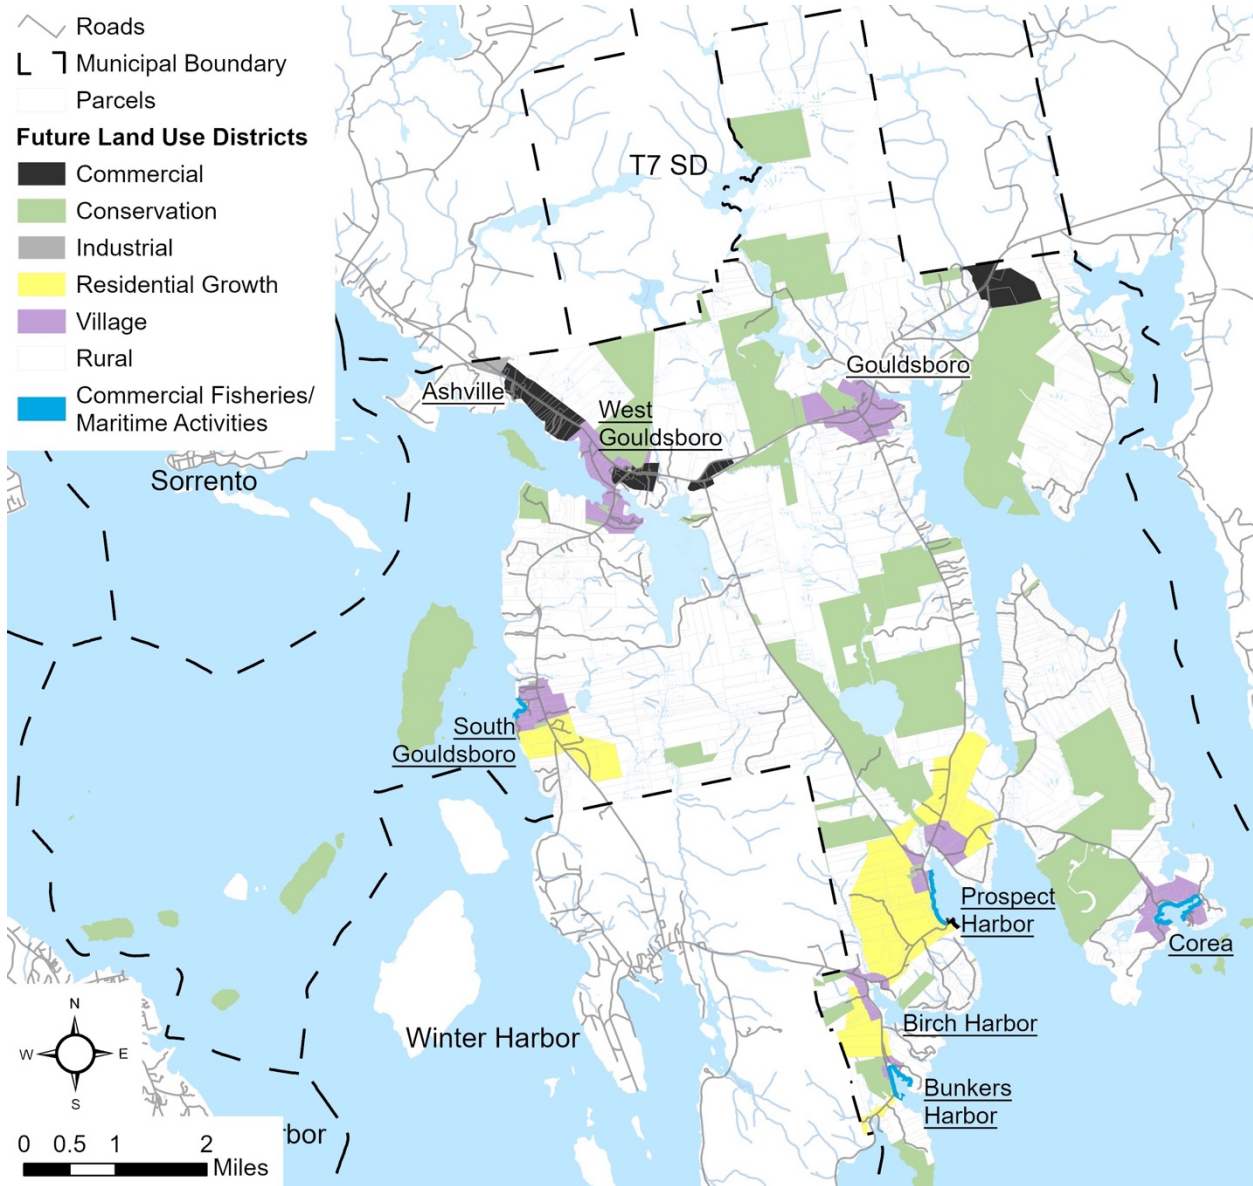 Roads
Municipal Boundary
Parcels
Future Land Use Districts
Commercial
Conservation
Industrial
Residential Growth
Village
Rural
Commercial Fisheries/
Maritime Activities
T7 SD
Gouldsboro
Ashville
West
Gouldsboro
Sorrento
South
Gouldsboro
Prospect
Harbor
Corea
Birch Harbor
Winter Harbor
Bunkers
Harbor
N
W
E
S
rbor
0 0.5 1 2
Miles